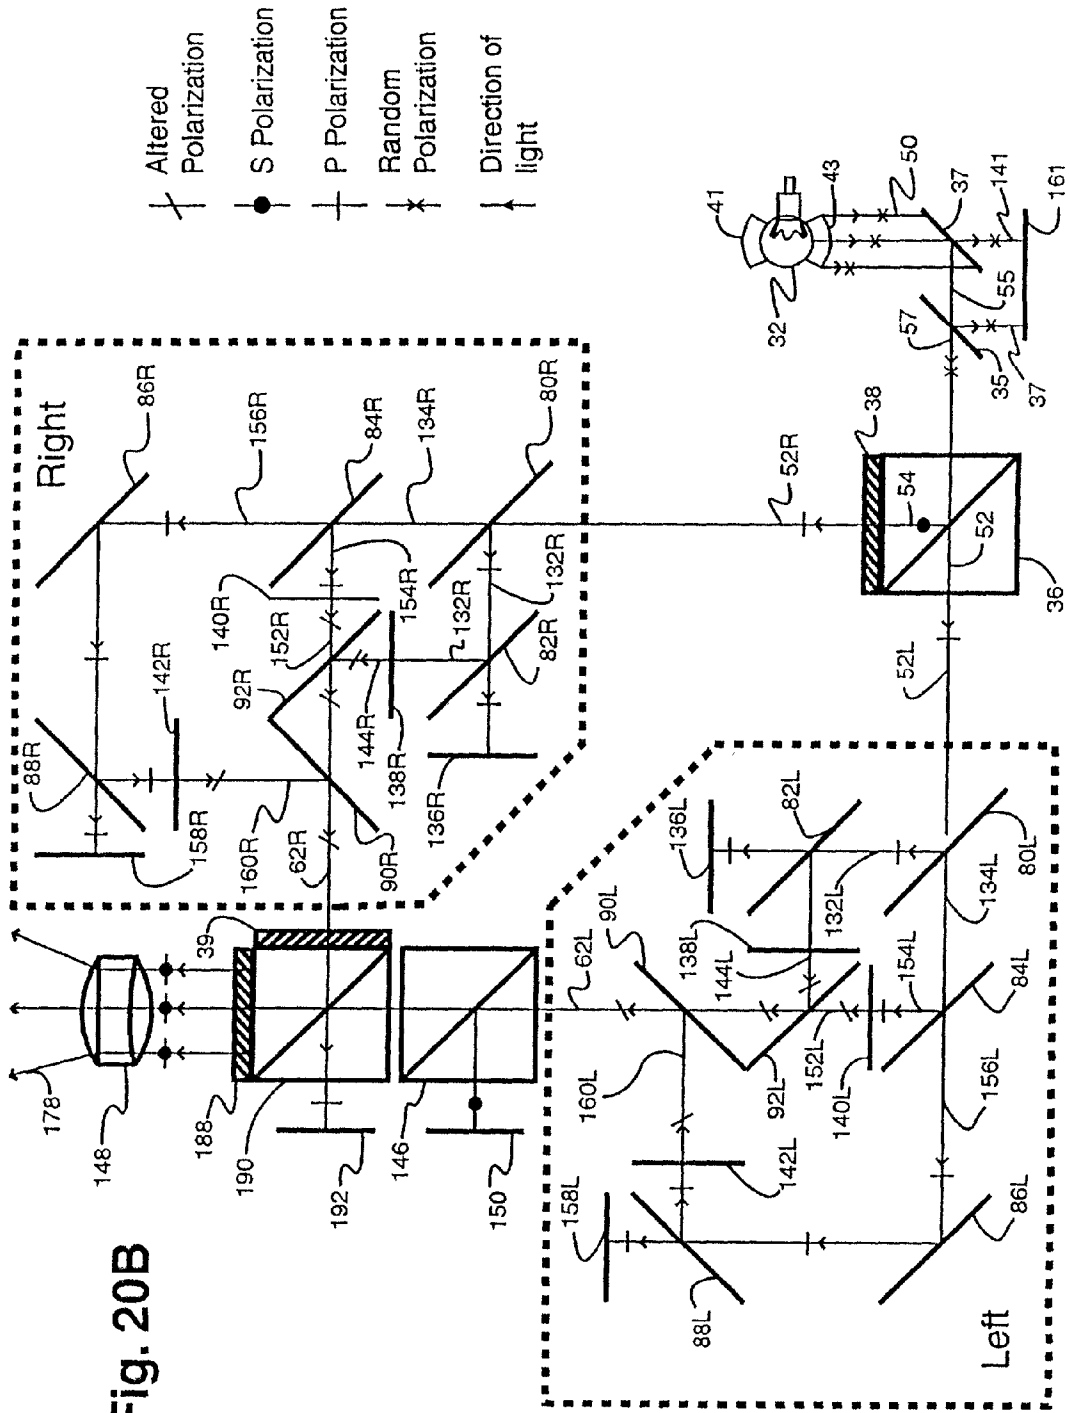 Fig. 20B
Altered
Polarization
S Polarization
P Polarization
Random
Polarization
Direction of
light
Right
86R
156R
84R
134R
80R
52R
38
54
52
36
52L
88R
142R
158R
160R
62R
90R
92R
140R
152R
144R
138R
154R
132R
132R
82R
136R
41
43
32
50
37
141
161
55
57
35
37
178
148
188
190
192
146
150
39
Left
62L
90L
136L
82L
138L
144L
132L
80L
134L
154L
84L
156L
152L
140L
92L
160L
142L
158L
88L
86L